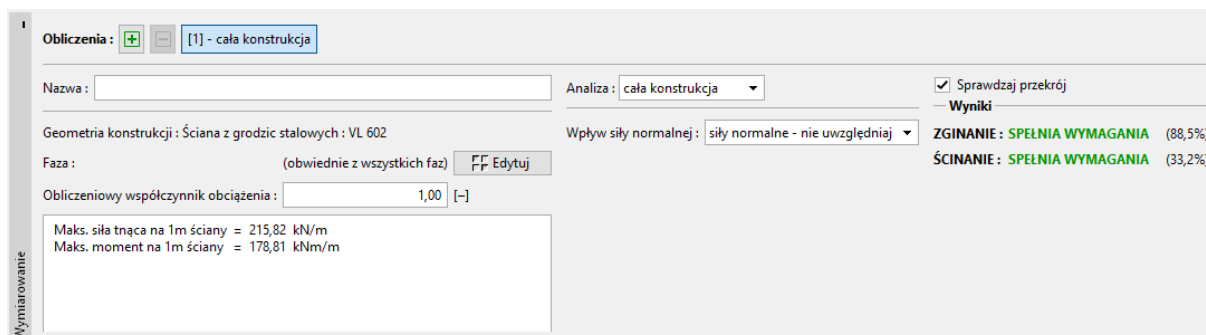 Obliczenia : [1] - cała konstrukcja
Nazwa :
Analiza : cała konstrukcja
Sprawdzaj przekrój
Wyniki
Geometria konstrukcji : Ściana z grodzic stalowych : VL 602
Wpływ siły normalnej : siły normalne - nie uwzględniaj
ZGINANIE : SPEŁNIA WYMAGANIA (88,5%)
Faza : (obwiednie z wszystkich faz) Edytuj
ŚCINANIE : SPEŁNIA WYMAGANIA (33,2%)
Obliczeniowy współczynnik obciążenia : 1,00 [–]
Maks. siła tnąca na 1m ściany = 215,82 kN/m
Maks. moment na 1m ściany = 178,81 kNm/m
Wymiarowanie